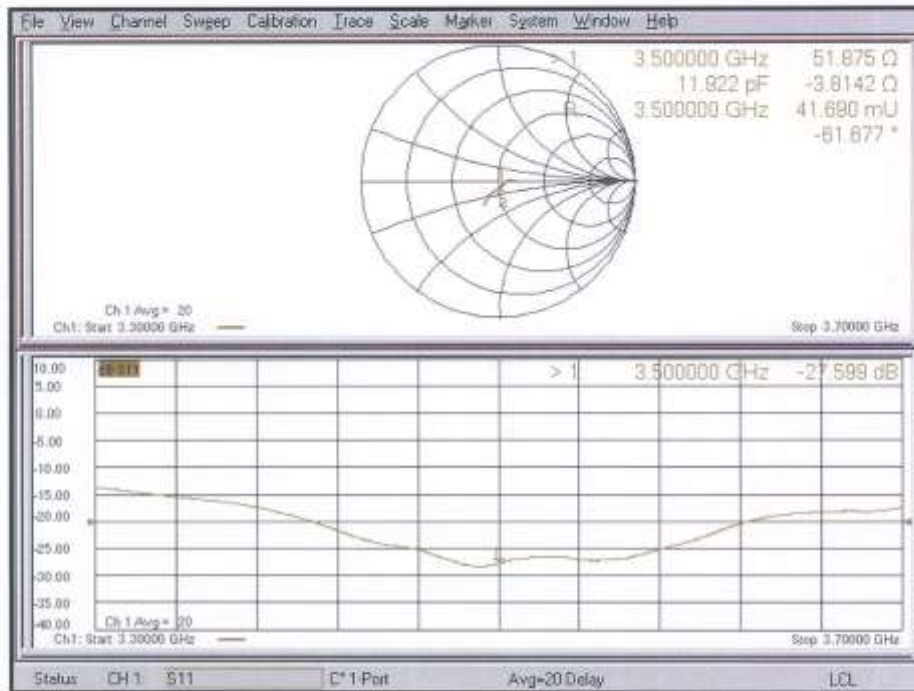 File View Channel Sweep Calibration Trace Scale Marker System Window Help
> 1 3.500000 GHz 51.875 Ω
11.922 pF -3.8142 Ω
3.500000 GHz 41.690 mU
-61.677 °
Ch 1 Avg = 20
Ch1: Start 3.30006 GHz
Stop 3.70000 GHz
10.00
> 1 3.500000 GHz -27.599 dB
5.00
0.00
-5.00
-10.00
-15.00
-20.00
-25.00
-30.00
-35.00
-40.00
Ch 1 Avg = 20
Ch1: Start 3.30006 GHz
Stop 3.70000 GHz
Status CH 1: S11 C* 1-Port Avg=20 Delay LCL